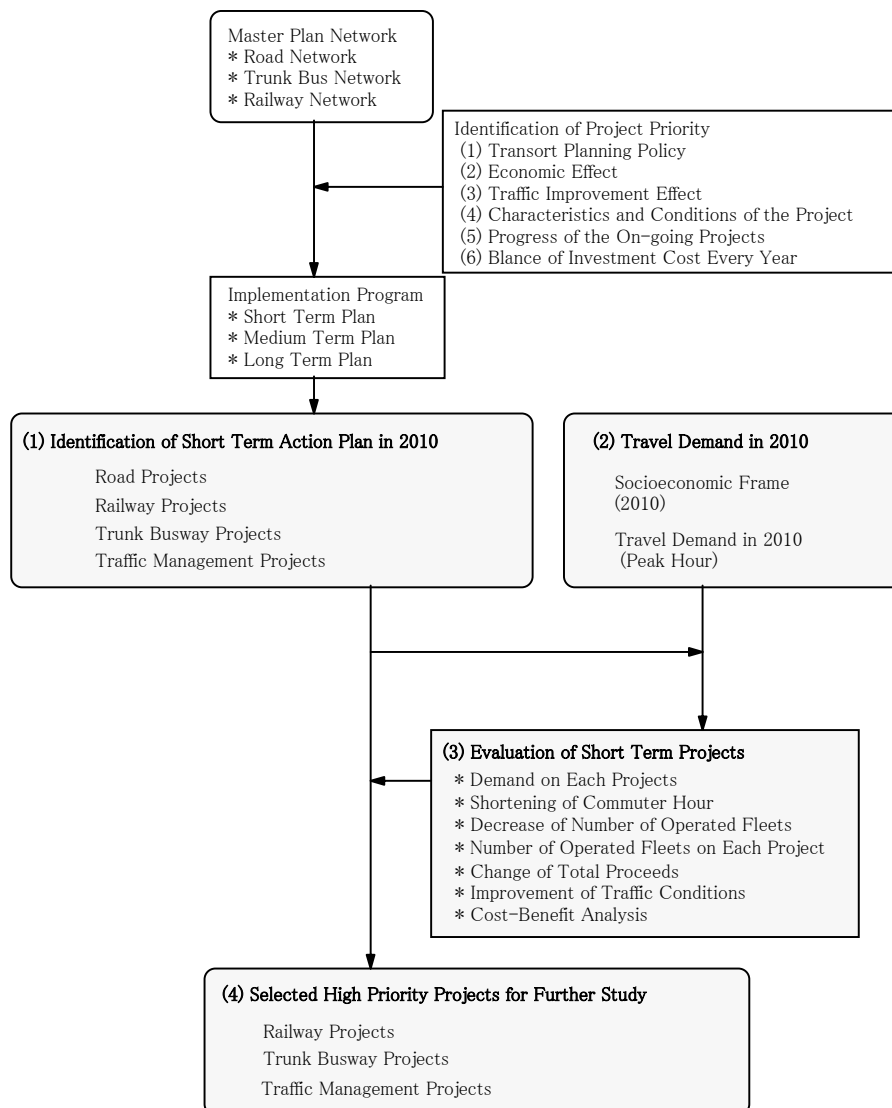 Master Plan Network
* Road Network
* Trunk Bus Network
* Railway Network
Identification of Project Priority
(1) Transort Planning Policy
(2) Economic Effect
(3) Traffic Improvement Effect
(4) Characteristics and Conditions of the Project
(5) Progress of the On-going Projects
(6) Blance of Investment Cost Every Year
Implementation Program
* Short Term Plan
* Medium Term Plan
* Long Term Plan
(1) Identification of Short Term Action Plan in 2010
Road Projects
Railway Projects
Trunk Busway Projects
Traffic Management Projects
(2) Travel Demand in 2010
Socioeconomic Frame
(2010)
Travel Demand in 2010
(Peak Hour)
(3) Evaluation of Short Term Projects
* Demand on Each Projects
* Shortening of Commuter Hour
* Decrease of Number of Operated Fleets
* Number of Operated Fleets on Each Project
* Change of Total Proceeds
* Improvement of Traffic Conditions
* Cost-Benefit Analysis
(4) Selected High Priority Projects for Further Study
Railway Projects
Trunk Busway Projects
Traffic Management Projects